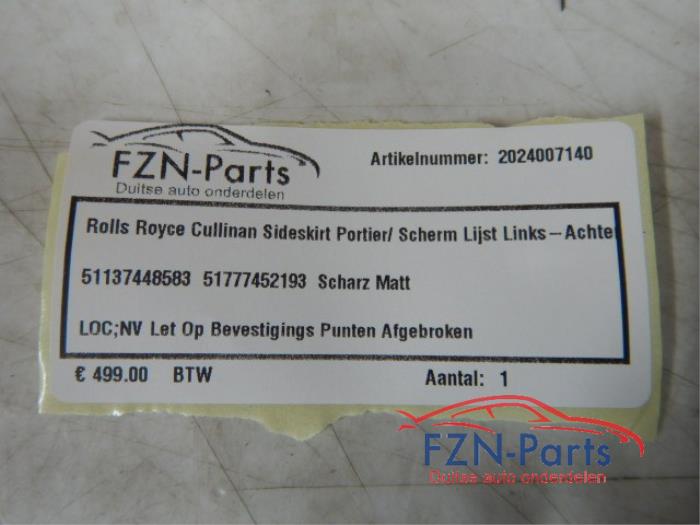 FZN-Parts
Duitse auto onderdelen
Artikelnummer: 2024007140
Rolls Royce Cullinan Sideskirt Portier/ Scherm Lijst Links-Achte
51137448583 51777452193 Scharz Matt
LOC;NV Let Op Bevestigings Punten Afgebroken
€ 499.00 BTW
Aantal: 1
FZN-Parts
Duitse auto onderdelen